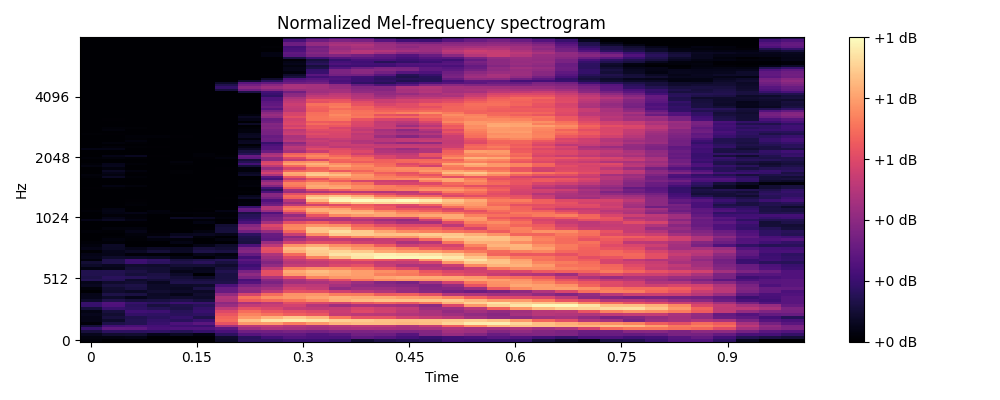 Normalized Mel-frequency spectrogram
Hz
4096
2048
1024
512
0
0 0.15 0.3 0.45 0.6 0.75 0.9
Time
+1 dB
+1 dB
+1 dB
+0 dB
+0 dB
+0 dB